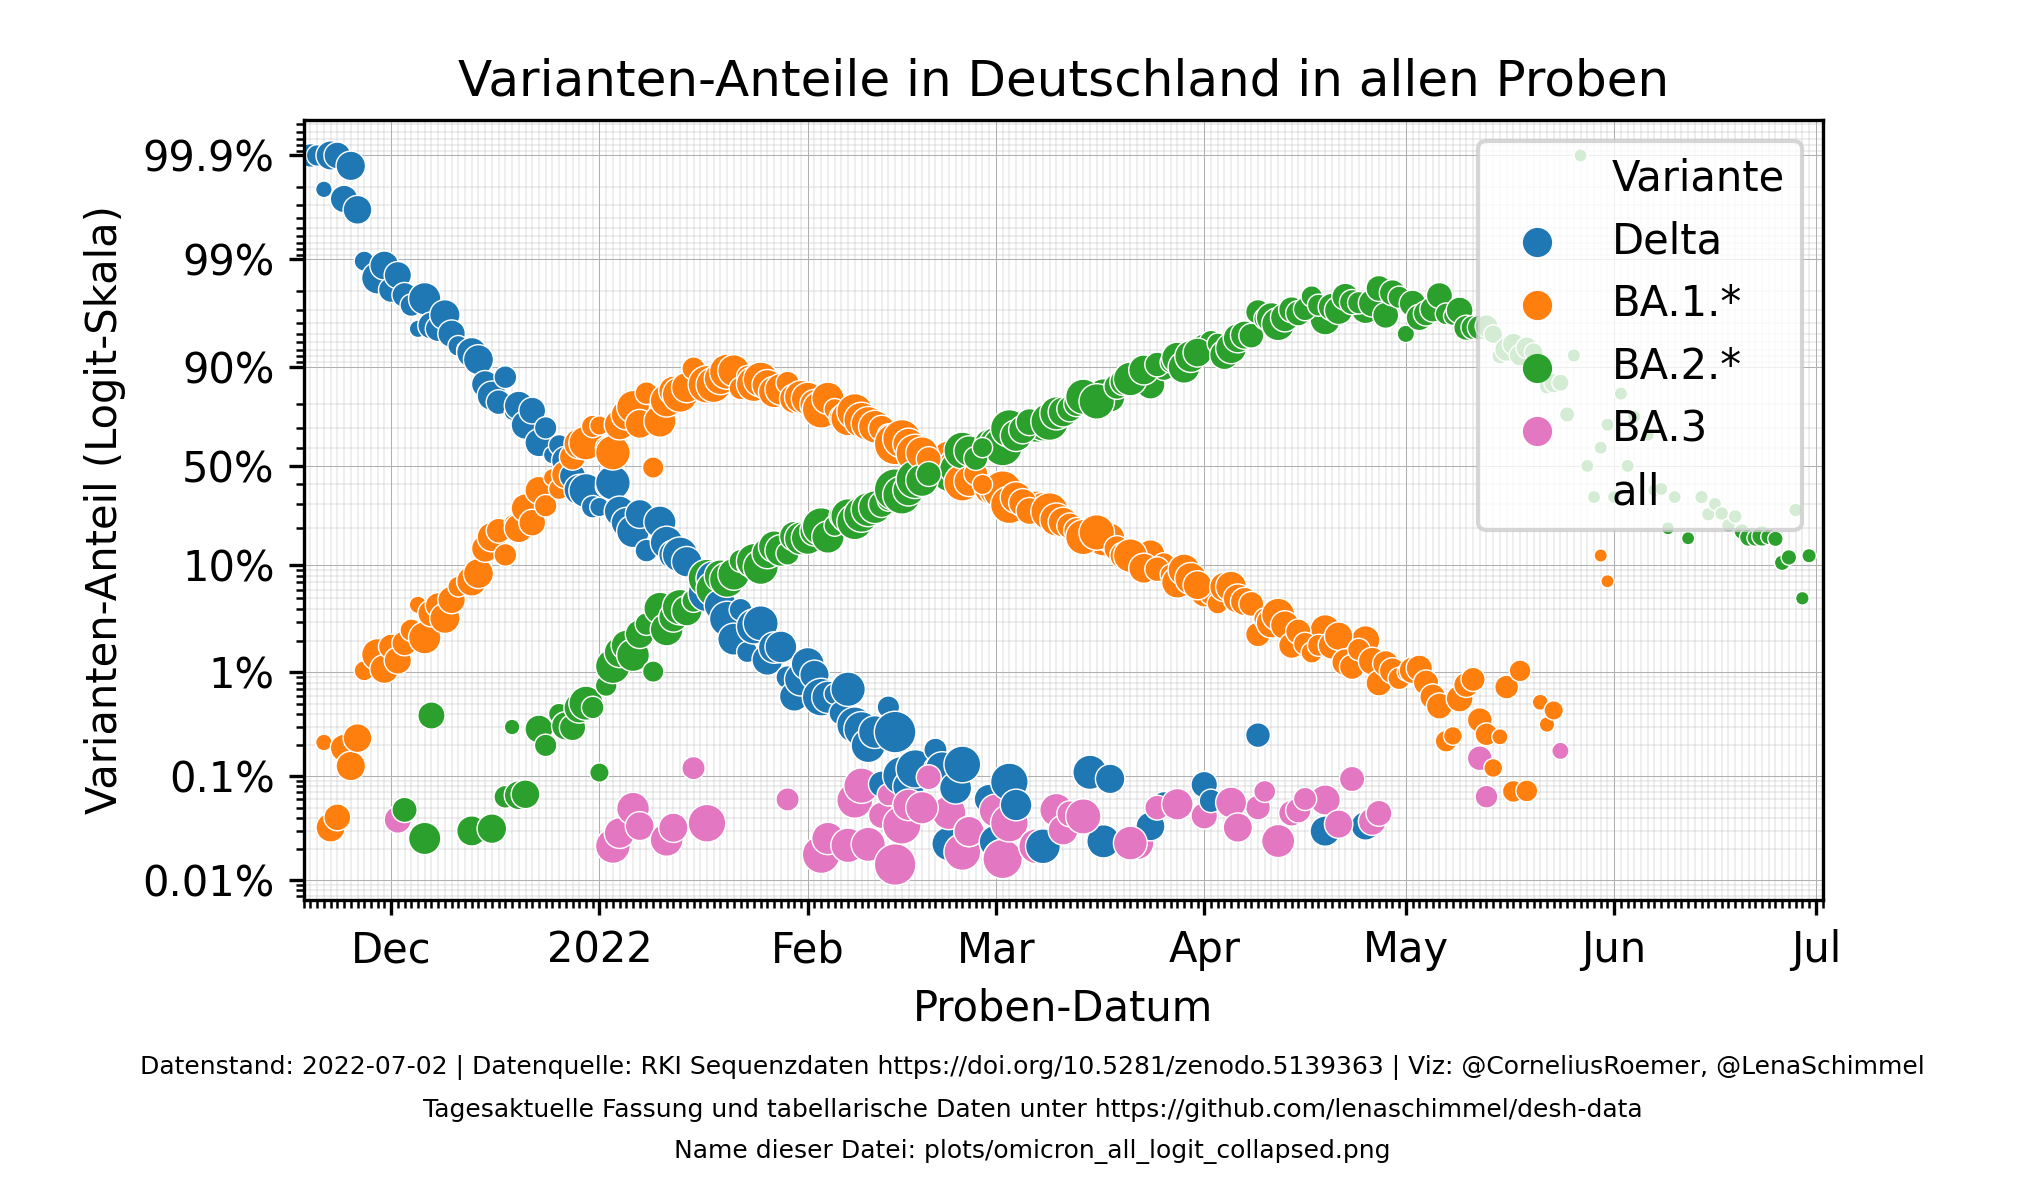 Varianten-Anteile in Deutschland in allen Proben
Varianten-Anteil (Logit-Skala)
99.9%
99%
90%
50%
10%
1%
0.1%
0.01%
Variante
Delta
BA.1.*
BA.2.*
BA.3
all
Dec 2022 Feb Mar Apr May Jun Jul
Proben-Datum
Datenstand: 2022-07-02 | Datenquelle: RKI Sequenzdaten https://doi.org/10.5281/zenodo.5139363 | Viz: @CorneliusRoemer, @LenaSchimmel
Tagesaktuelle Fassung und tabellarische Daten unter https://github.com/lenaschimmel/desh-data
Name dieser Datei: plots/omicron_all_logit_collapsed.png